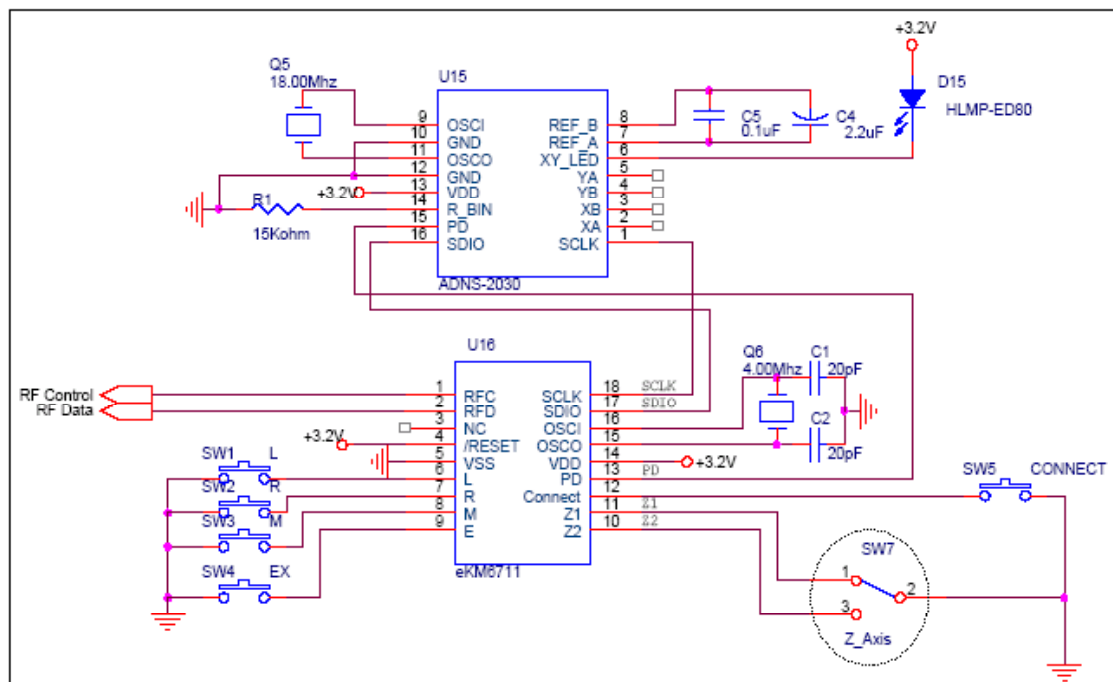 +3.2V
Q5
18.00Mhz
U15
D15
HLMP-ED80
9 OSCI
10 GND
11 OSCO
12 GND
13 VDD
14 R_BIN
15 PD
16 SDIO
REF_B 8
REF_A 7
XY_LED 6
YA 5
YB 4
XB 3
XA 2
SCLK 1
C5
0.1uF
C4
2.2uF
+3.2V
R1
15Kohm
ADNS-2030
U16
RF Control
RF Data
1 RFC
2 RFD
3 NC
4 /RESET
5 VSS
6 L
7 R
8 M
9 E
SCLK 18 SCLK
SDIO 17 SDIO
OSCI 16
OSCO 15
VDD 14
PD 13 PD
Connect 12
Z1 11 Z1
Z2 10 Z2
Q6
4.00Mhz
C1
20pF
C2
20pF
+3.2V
+3.2V
SW1 L
SW2 R
SW3 M
SW4 EX
eKM6711
SW5 CONNECT
SW7
1
2
3
Z_Axis